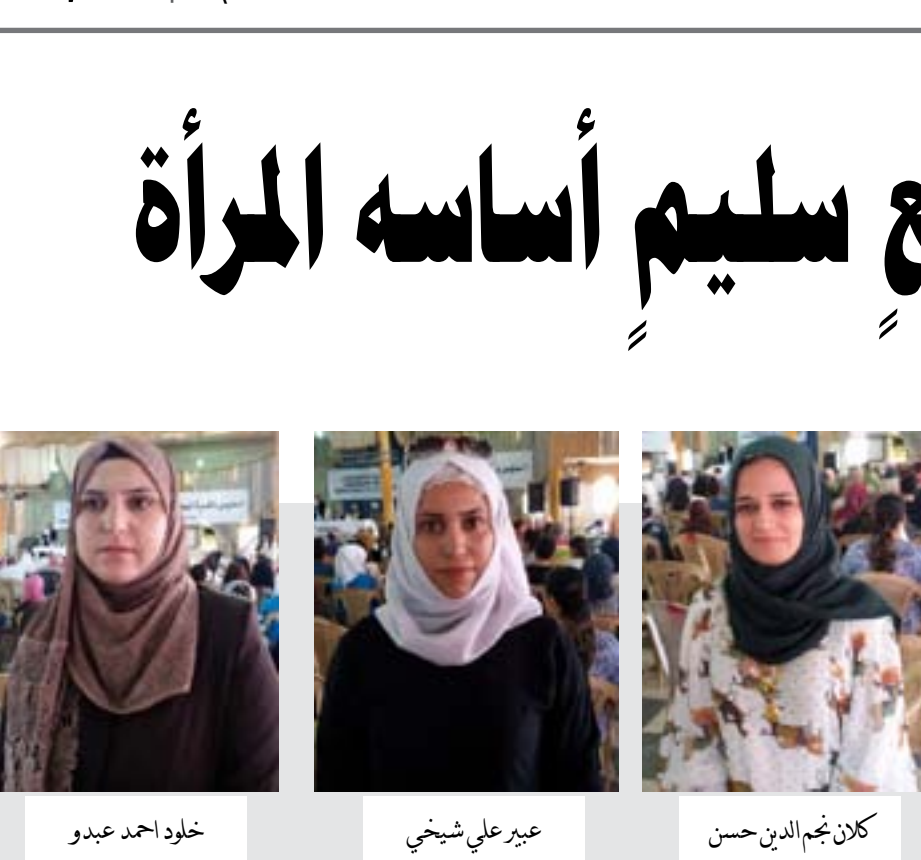 سليمٍ أساسه المرأة
كلان نجم الدين حسن
عبير علي شيخي
خلود احمد عبدو